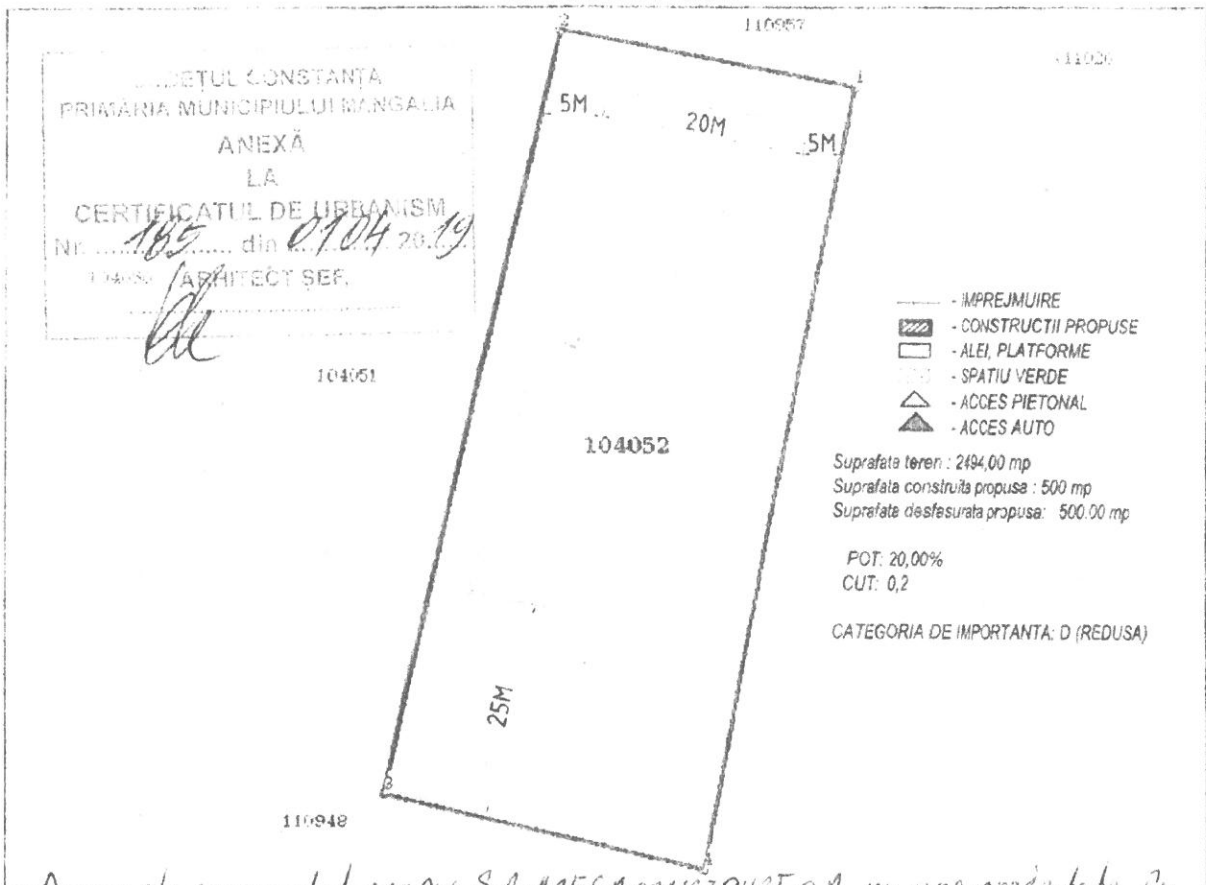 2
110957
1
JUDEȚUL CONSTANȚA
PRIMĂRIA MUNICIPIULUI MANGALIA
ANEXĂ
LA
CERTIFICATUL DE URBANISM
Nr. 185 din 01 04 2019
ARHITECT ȘEF,
5M
20M
5M
104051
104052
- IMPREJMUIRE
- CONSTRUCTII PROPUSE
- ALEI, PLATFORME
- SPATIU VERDE
- ACCES PIETONAL
- ACCES AUTO
Suprafata teren : 2494,00 mp
Suprafata construita propusa : 500 mp
Suprafata desfasurata propusa: 500.00 mp
POT: 20,00%
CUT: 0,2
CATEGORIA DE IMPORTANTA: D (REDUSA)
25M
3
110948